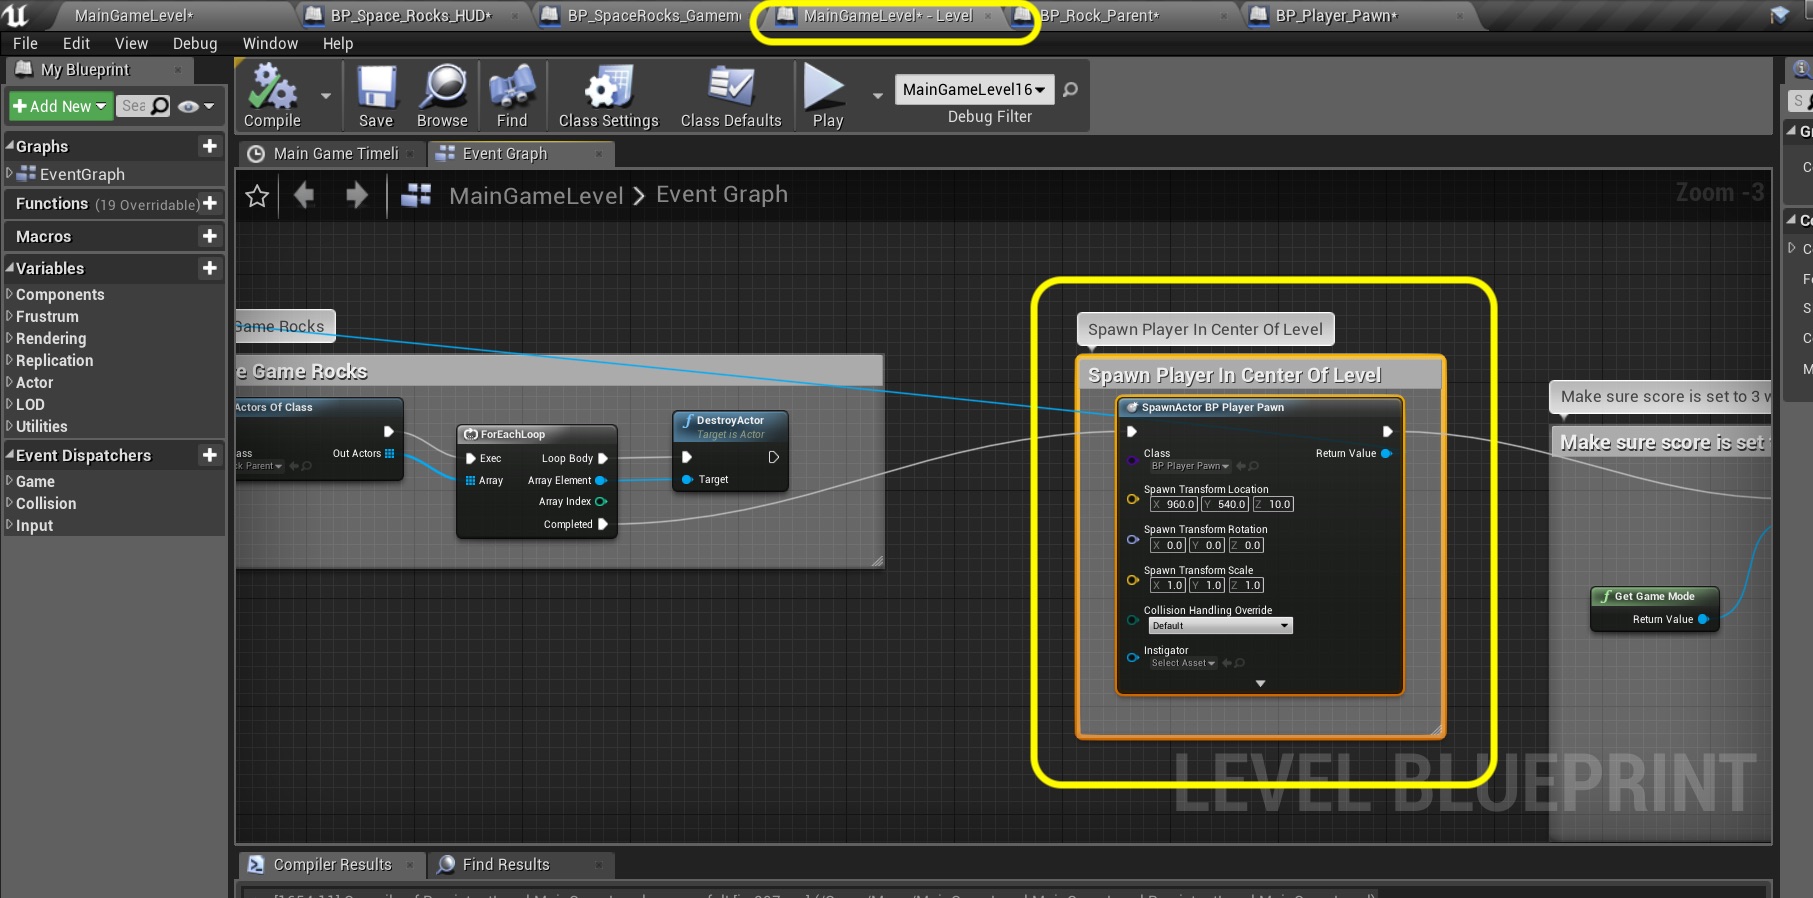 MainGameLevel*
BP_Space_Rocks_HUD*
BP_SpaceRocks_Gamem
MainGameLevel* - Level
BP_Rock_Parent*
BP_Player_Pawn*
File Edit View Debug Window Help
My Blueprint
Add New
Sea
Compile
Save
Browse
Find
Class Settings
Class Defaults
Play
MainGameLevel16
Debug Filter
Graphs
EventGraph
Functions (19 Overridable)
Macros
Variables
Components
Frustrum
Rendering
Replication
Actor
LOD
Utilities
Event Dispatchers
Game
Collision
Input
Main Game Timeli
Event Graph
MainGameLevel > Event Graph
Zoom -3
Game Rocks
e Game Rocks
Actors Of Class
ass
ck Parent
Out Actors
ForEachLoop
Exec
Loop Body
Array
Array Element
Array Index
Completed
DestroyActor
Target is Actor
Target
Spawn Player In Center Of Level
Spawn Player In Center Of Level
SpawnActor BP Player Pawn
Class
BP Player Pawn
Return Value
Spawn Transform Location
X 960.0 Y 540.0 Z 10.0
Spawn Transform Rotation
X 0.0 Y 0.0 Z 0.0
Spawn Transform Scale
X 1.0 Y 1.0 Z 1.0
Collision Handling Override
Default
Instigator
Select Asset
Make sure score is set to 3 w
Make sure score is set
Get Game Mode
Return Value
LEVEL BLUEPRINT
Compiler Results
Find Results